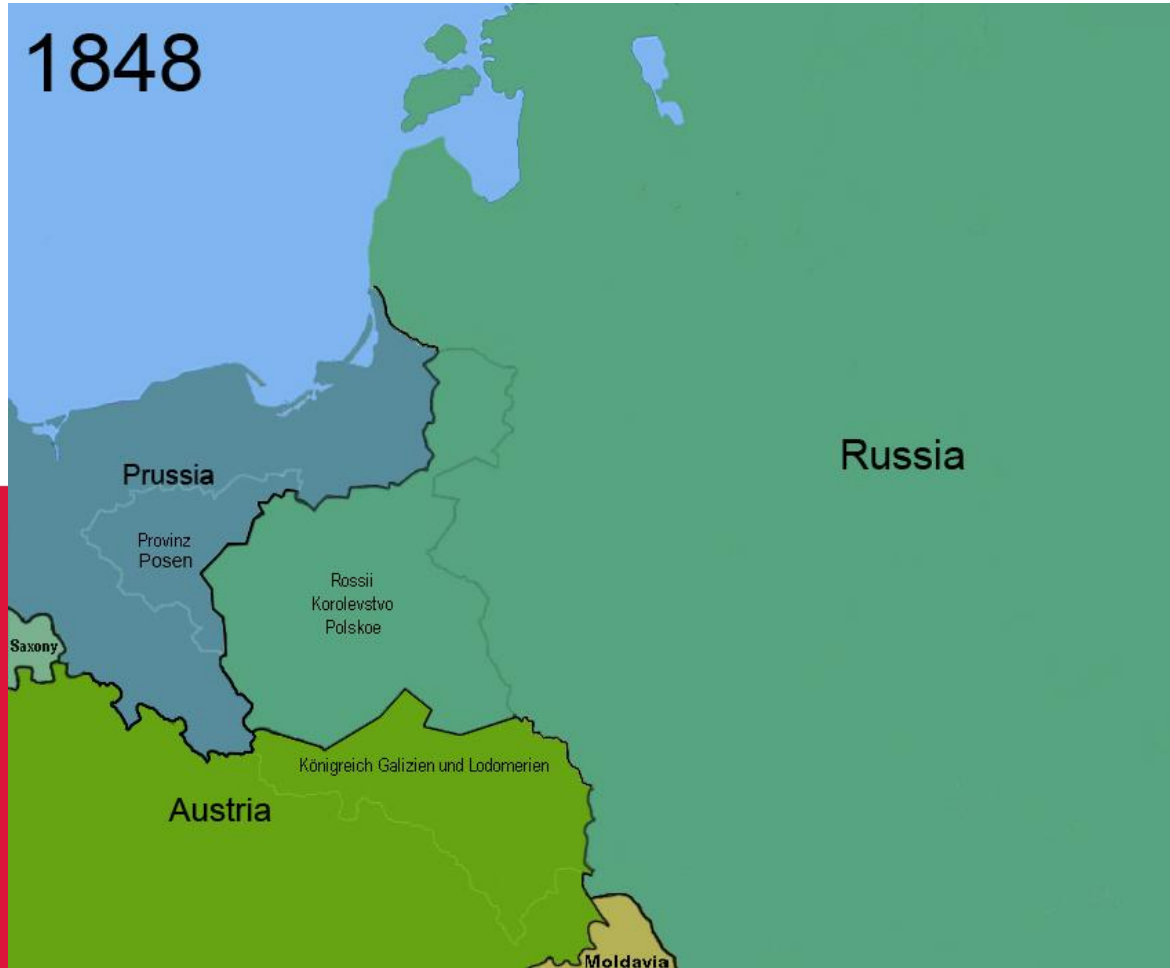 1848
Russia
Prussia
Provinz
Posen
Rossii
Korolevstvo
Polskoe
Saxony
Königreich Galizien und Lodomerien
Austria
Moldavia